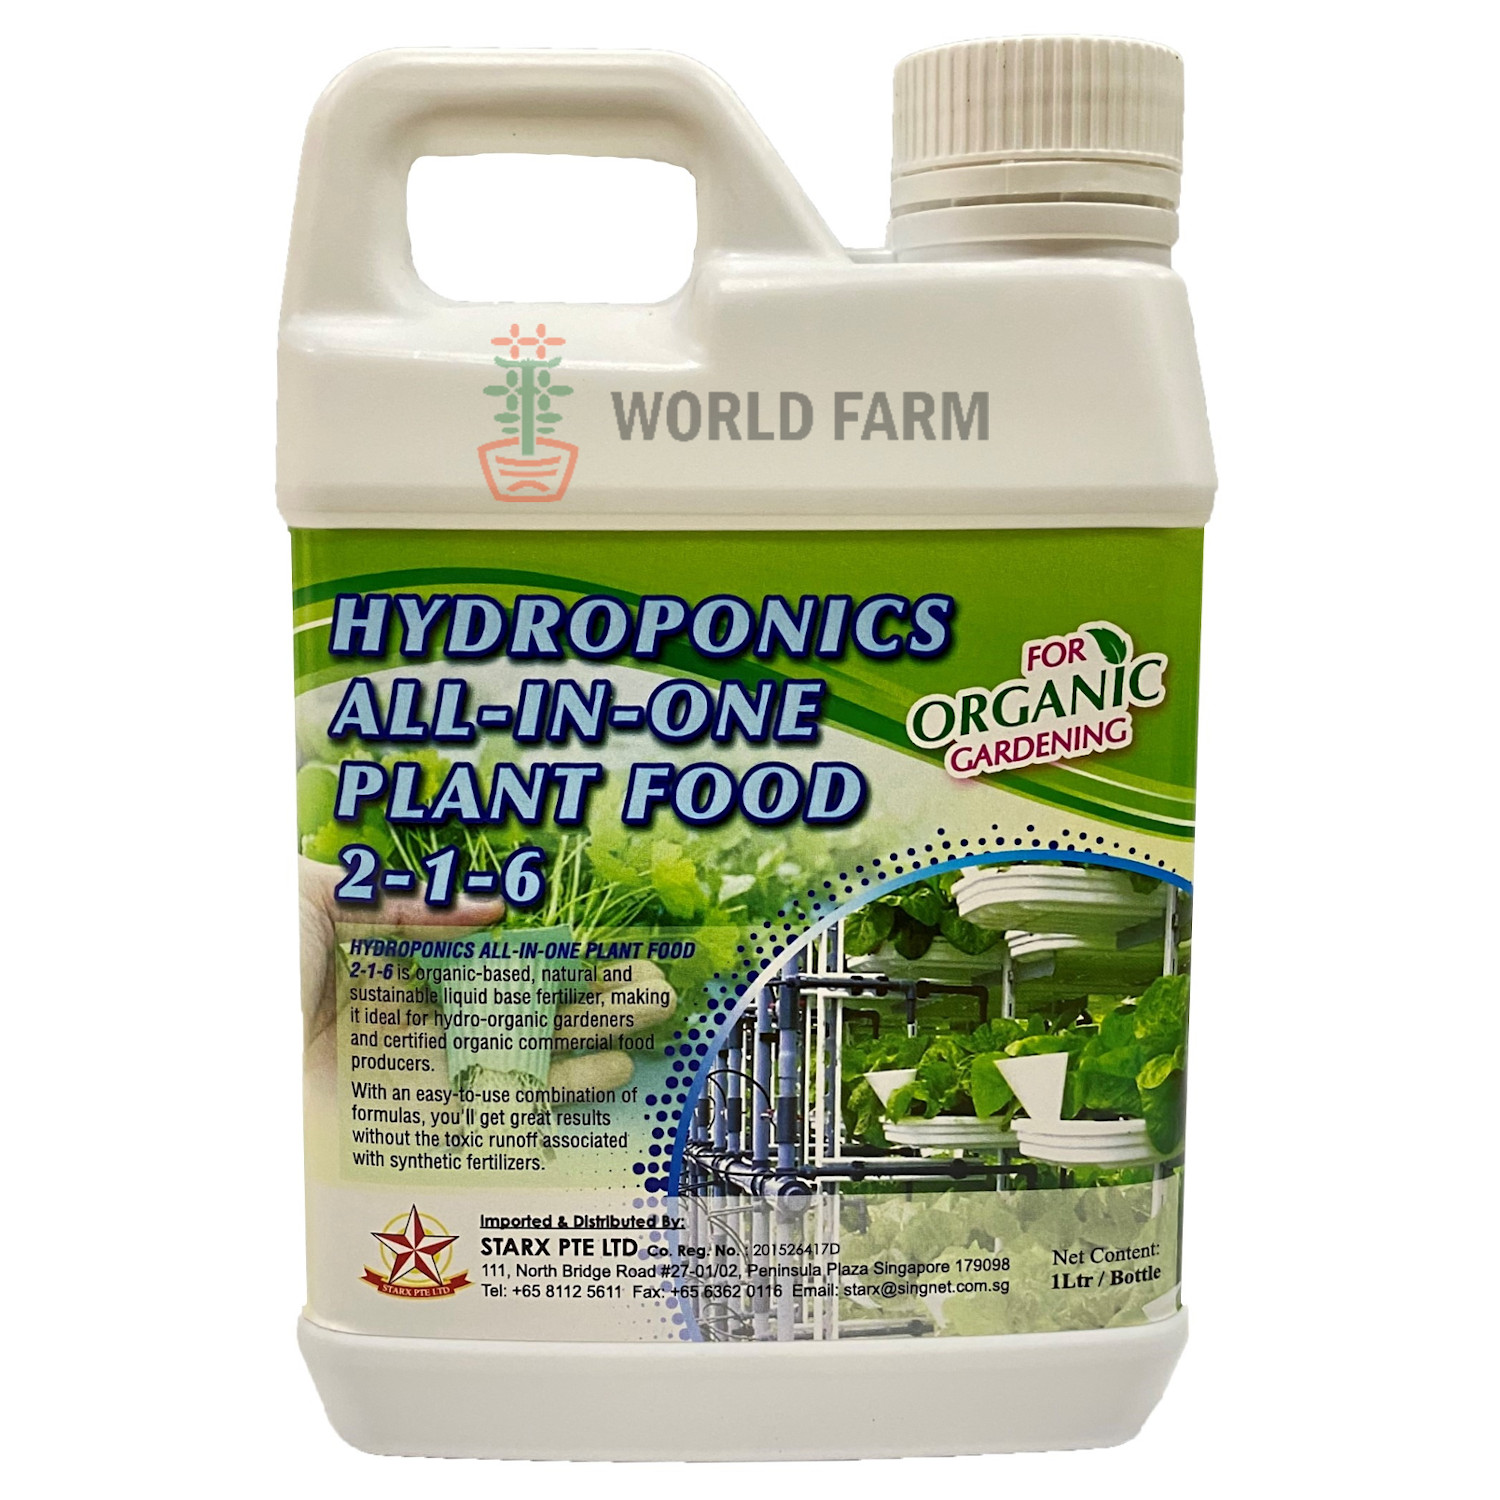 WORLD FARM
HYDROPONICS
ALL-IN-ONE
PLANT FOOD
2-1-6
FOR
ORGANIC
GARDENING
HYDROPONICS ALL-IN-ONE PLANT FOOD
2-1-6 is organic-based, natural and
sustainable liquid base fertilizer, making
it ideal for hydro-organic gardeners
and certified organic commercial food
producers.
With an easy-to-use combination of
formulas, you'll get great results
without the toxic runoff associated
with synthetic fertilizers.
STARX PTE LTD
Imported & Distributed By:
STARX PTE LTD Co. Reg. No. : 201526417D
111, North Bridge Road #27-01/02, Peninsula Plaza Singapore 179098
Tel: +65 8112 5611 Fax: +65 6362 0116 Email: starx@singnet.com.sg
Net Content:
1Ltr / Bottle